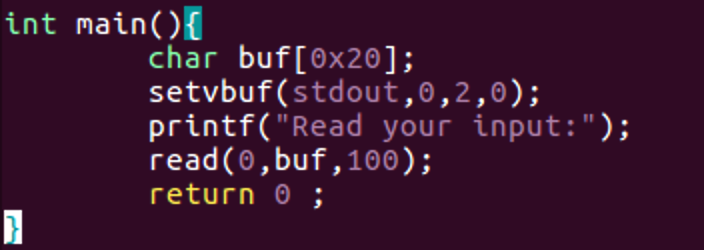 int main(){
char buf[0x20];
setvbuf(stdout,0,2,0);
printf("Read your input:");
read(0,buf,100);
return 0 ;
}